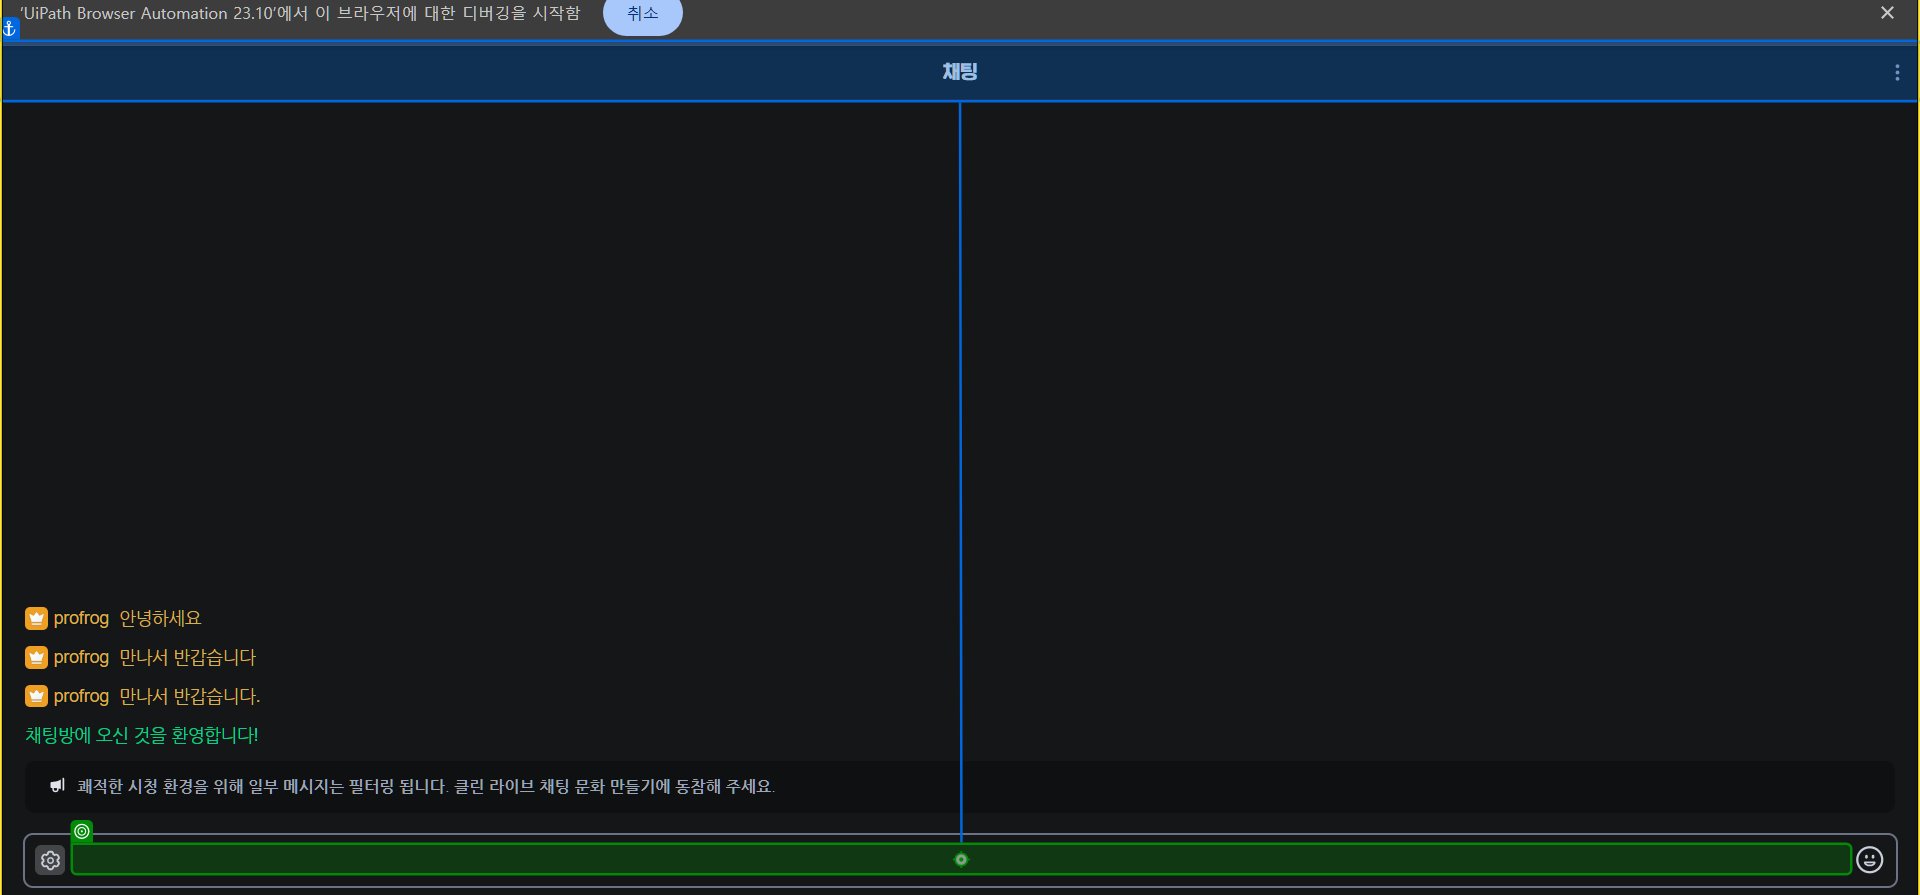 'UiPath Browser Automation 23.10'에서 이 브라우저에 대한 디버깅을 시작함 취소
채팅
profrog 안녕하세요
profrog 만나서 반갑습니다
profrog 만나서 반갑습니다.
채팅방에 오신 것을 환영합니다!
쾌적한 시청 환경을 위해 일부 메시지는 필터링 됩니다. 클린 라이브 채팅 문화 만들기에 동참해 주세요.